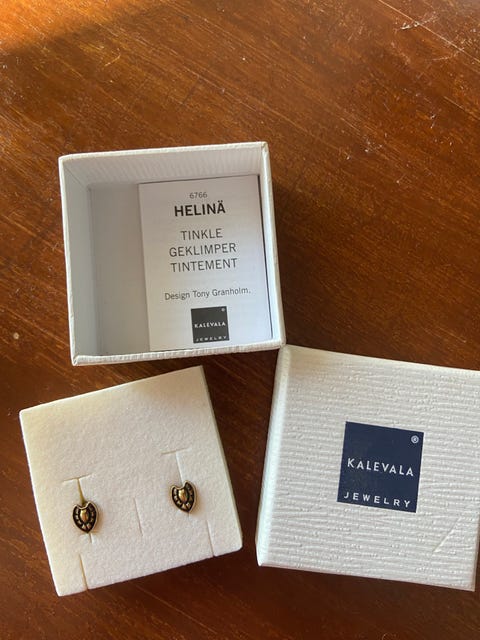 6766
HELINÄ
TINKLE
GEKLIMPER
TINTEMENT
Design Tony Granholm.
®
KALEVALA
JEWELRY
®
KALEVALA
JEWELRY